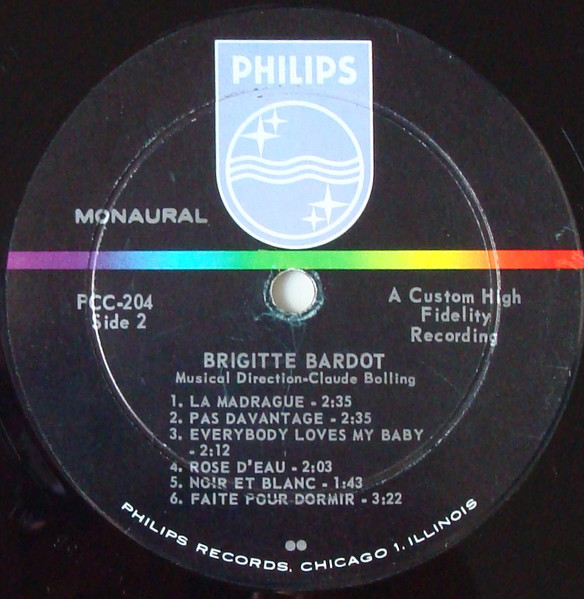 PHILIPS
MONAURAL
PCC-204
Side 2
A Custom High
Fidelity
Recording
BRIGITTE BARDOT
Musical Direction-Claude Bolling
1. LA MADRAGUE - 2:35
2. PAS DAVANTAGE - 2:35
3. EVERYBODY LOVES MY BABY
- 2:12
4. ROSE D'EAU - 2:03
5. NOIR ET BLANC - 1:43
6. FAITE POUR DORMIR - 3:22
PHILIPS RECORDS, CHICAGO 1, ILLINOIS